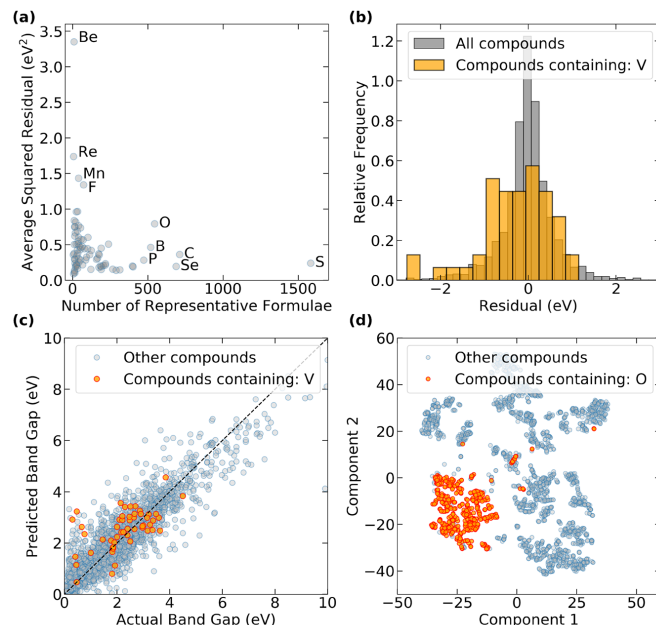 (a)
Average Squared Residual (eV²)
3.5
3.0
2.5
2.0
1.5
1.0
0.5
0.0
Be
Re
Mn
F
O
B
P
C
Se
S
0
500
1000
1500
Number of Representative Formulae
(b)
Relative Frequency
1.2
1.0
0.8
0.6
0.4
0.2
0.0
All compounds
Compounds containing: V
−2
0
2
Residual (eV)
(c)
Predicted Band Gap (eV)
10
8
6
4
2
0
Other compounds
Compounds containing: V
0
2
4
6
8
10
Actual Band Gap (eV)
(d)
Component 2
60
40
20
0
−20
−40
Other compounds
Compounds containing: O
−50
−25
0
25
50
Component 1